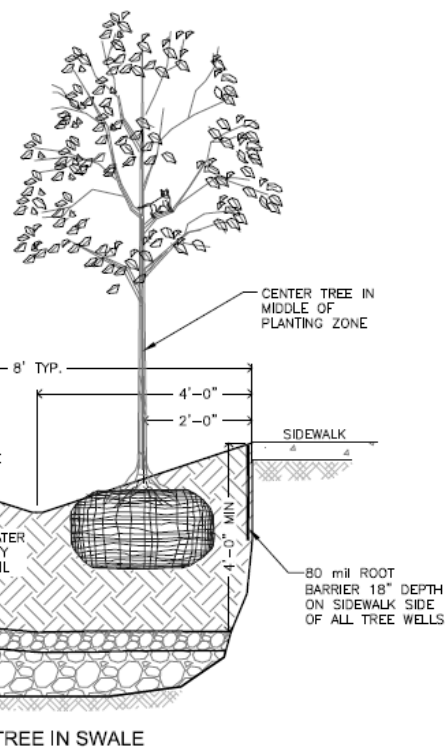 CENTER TREE IN
MIDDLE OF
PLANTING ZONE
8' TYP.
4'-0"
2'-0"
SIDEWALK
4'-0" MIN
80 mil ROOT
BARRIER 18" DEPTH
ON SIDEWALK SIDE
OF ALL TREE WELLS
TREE IN SWALE